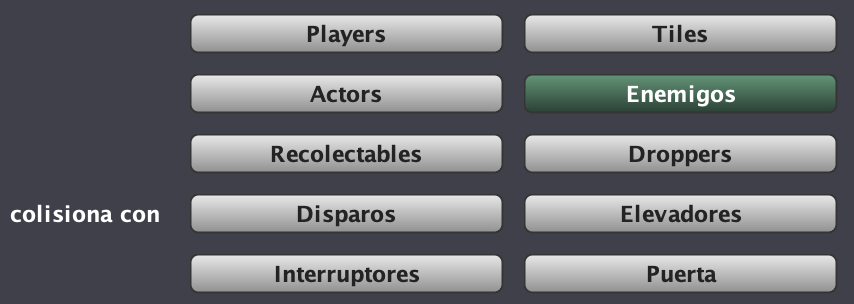 Players Tiles
Actors Enemigos
Recolectables Droppers
colisiona con Disparos Elevadores
Interruptores Puerta